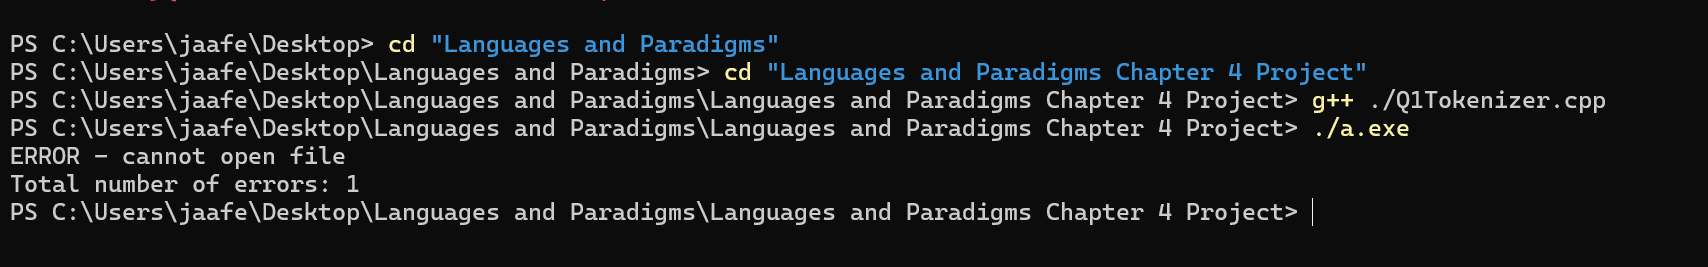 PS C:\Users\jaafe\Desktop> cd "Languages and Paradigms"
PS C:\Users\jaafe\Desktop\Languages and Paradigms> cd "Languages and Paradigms Chapter 4 Project"
PS C:\Users\jaafe\Desktop\Languages and Paradigms\Languages and Paradigms Chapter 4 Project> g++ ./Q1Tokenizer.cpp
PS C:\Users\jaafe\Desktop\Languages and Paradigms\Languages and Paradigms Chapter 4 Project> ./a.exe
ERROR - cannot open file
Total number of errors: 1
PS C:\Users\jaafe\Desktop\Languages and Paradigms\Languages and Paradigms Chapter 4 Project>